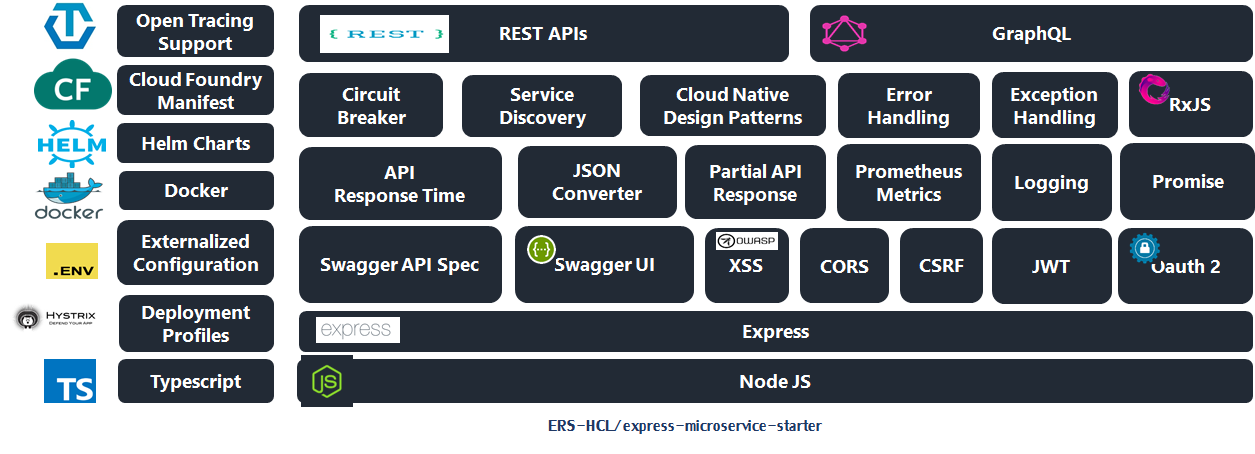 Open Tracing
Support
{ REST }
REST APIs
GraphQL
CF
Cloud Foundry
Manifest
Circuit
Breaker
Service
Discovery
Cloud Native
Design Patterns
Error
Handling
Exception
Handling
RxJS
HELM
Helm Charts
API
Response Time
JSON
Converter
Partial API
Response
Prometheus
Metrics
Logging
Promise
docker
Docker
.ENV
Externalized
Configuration
Swagger API Spec
{...}
Swagger UI
OWASP
XSS
CORS
CSRF
JWT
Oauth 2
HYSTRIX
DEFEND YOUR APP
Deployment
Profiles
express
Express
TS
Typescript
JS
Node JS
ERS-HCL/express-microservice-starter